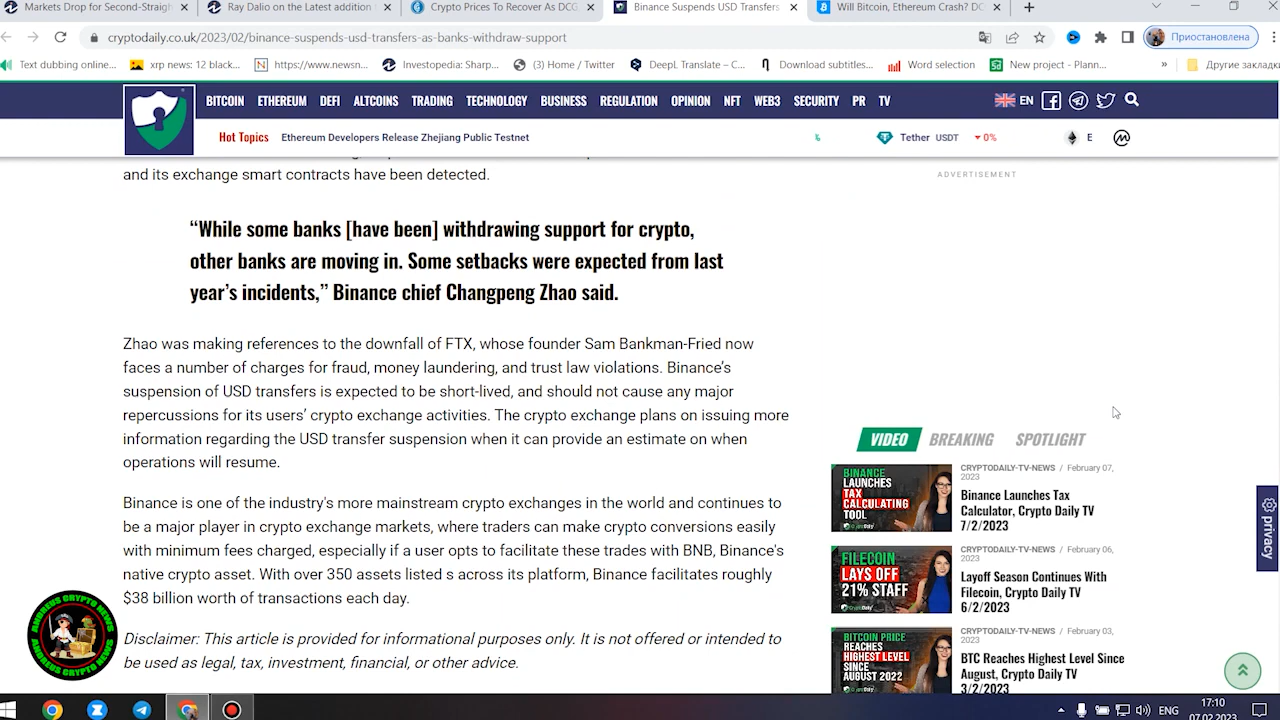 Markets Drop for Second-Straigh
Ray Dalio on the Latest addition t
Crypto Prices To Recover As DCG
Binance Suspends USD Transfers
Will Bitcoin, Ethereum Crash? DC
cryptodaily.co.uk/2023/02/binance-suspends-usd-transfers-as-banks-withdraw-support
Приостановлена
Text dubbing online...
xrp news: 12 black...
https://www.newsn...
Investopedia: Sharp...
(3) Home / Twitter
DeepL Translate – C...
Download subtitles...
Word selection
New project - Plann...
»
Другие закладки
BITCOIN ETHEREUM DEFI ALTCOINS TRADING TECHNOLOGY BUSINESS REGULATION OPINION NFT WEB3 SECURITY PR TV
EN
Hot Topics
Ethereum Developers Release Zhejiang Public Testnet
Tether USDT 0%
E
and its exchange smart contracts have been detected.
ADVERTISEMENT
“While some banks [have been] withdrawing support for crypto,
other banks are moving in. Some setbacks were expected from last
year’s incidents,” Binance chief Changpeng Zhao said.
Zhao was making references to the downfall of FTX, whose founder Sam Bankman-Fried now
faces a number of charges for fraud, money laundering, and trust law violations. Binance’s
suspension of USD transfers is expected to be short-lived, and should not cause any major
repercussions for its users’ crypto exchange activities. The crypto exchange plans on issuing more
information regarding the USD transfer suspension when it can provide an estimate on when
operations will resume.
Binance is one of the industry's more mainstream crypto exchanges in the world and continues to
be a major player in crypto exchange markets, where traders can make crypto conversions easily
with minimum fees charged, especially if a user opts to facilitate these trades with BNB, Binance's
native crypto asset. With over 350 assets listed s across its platform, Binance facilitates roughly
$38 billion worth of transactions each day.
Disclaimer: This article is provided for informational purposes only. It is not offered or intended to
be used as legal, tax, investment, financial, or other advice.
VIDEO BREAKING SPOTLIGHT
BINANCE
LAUNCHES
TAX
CALCULATING
TOOL
CRYPTODAILY-TV-NEWS / February 07,
2023
Binance Launches Tax
Calculator, Crypto Daily TV
7/2/2023
FILECOIN
LAYS OFF
21% STAFF
CRYPTODAILY-TV-NEWS / February 06,
2023
Layoff Season Continues With
Filecoin, Crypto Daily TV
6/2/2023
BITCOIN PRICE
REACHES
HIGHEST LEVEL
SINCE
AUGUST 2022
CRYPTODAILY-TV-NEWS / February 03,
2023
BTC Reaches Highest Level Since
August, Crypto Daily TV
3/2/2023
privacy
ANDREUS CRYPTO NEWS
ANDREUS CRYPTO NEWS
ENG
17:10
07.02.2023